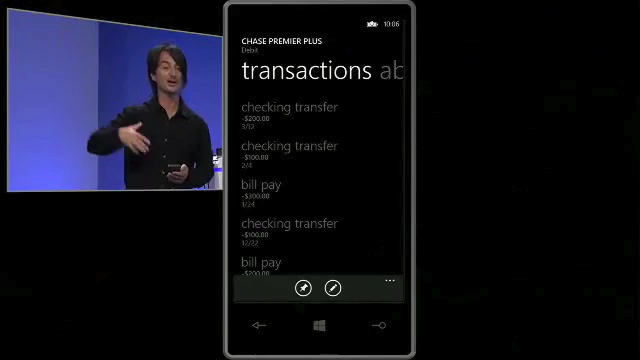 10:06
CHASE PREMIER PLUS
Debit
transactions ab
checking transfer
-$200.00
3/12
checking transfer
-$100.00
2/4
bill pay
-$300.00
1/24
checking transfer
-$100.00
12/22
bill pay
-$200.00